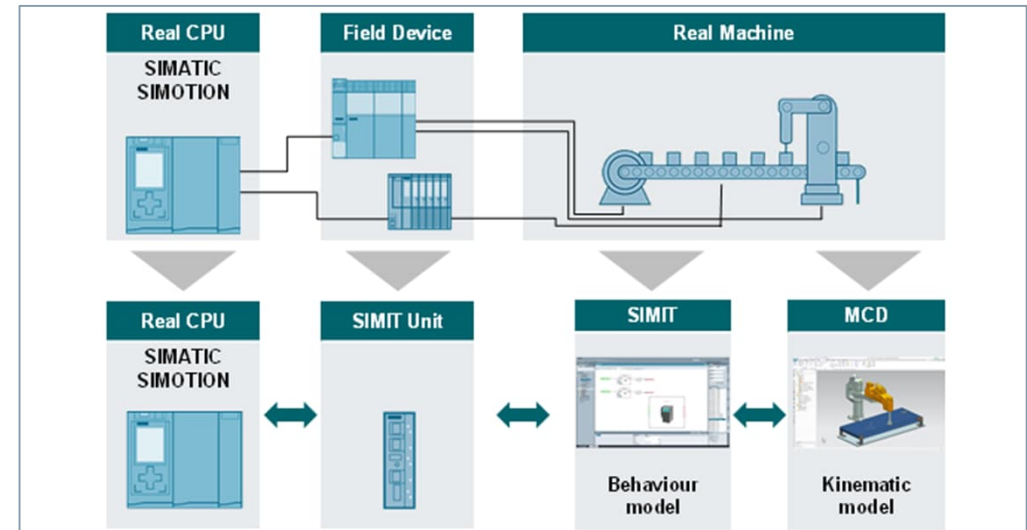 Real CPU
Field Device
Real Machine
SIMATIC
SIMOTION
Real CPU
SIMIT Unit
SIMIT
MCD
SIMATIC
SIMOTION
Behaviour
model
Kinematic
model